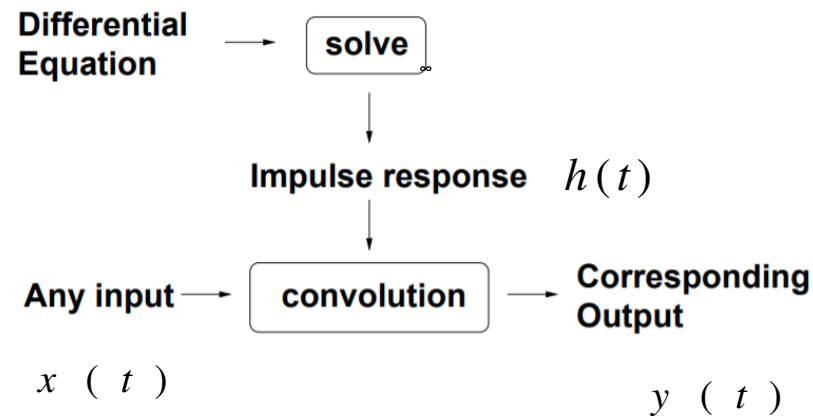 Differential
Equation
solve
∞
Impulse response h(t)
Any input
convolution
Corresponding
Output
x ( t )
y ( t )